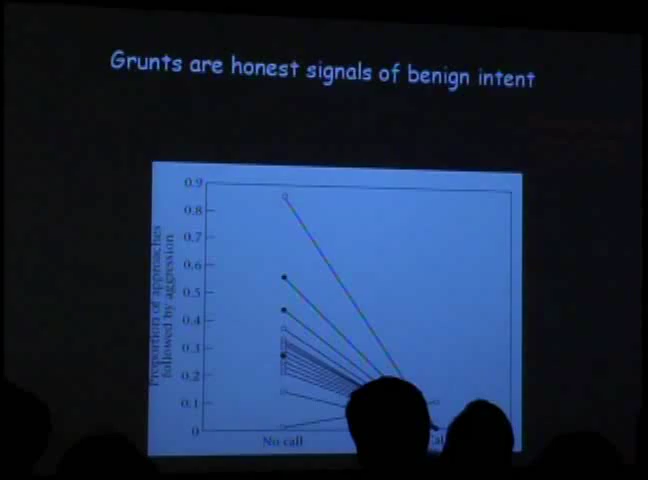 Grunts are honest signals of benign intent
Proportion of approaches
followed by aggression
0.9
0.8
0.7
0.6
0.5
0.4
0.3
0.2
0.1
0
No call